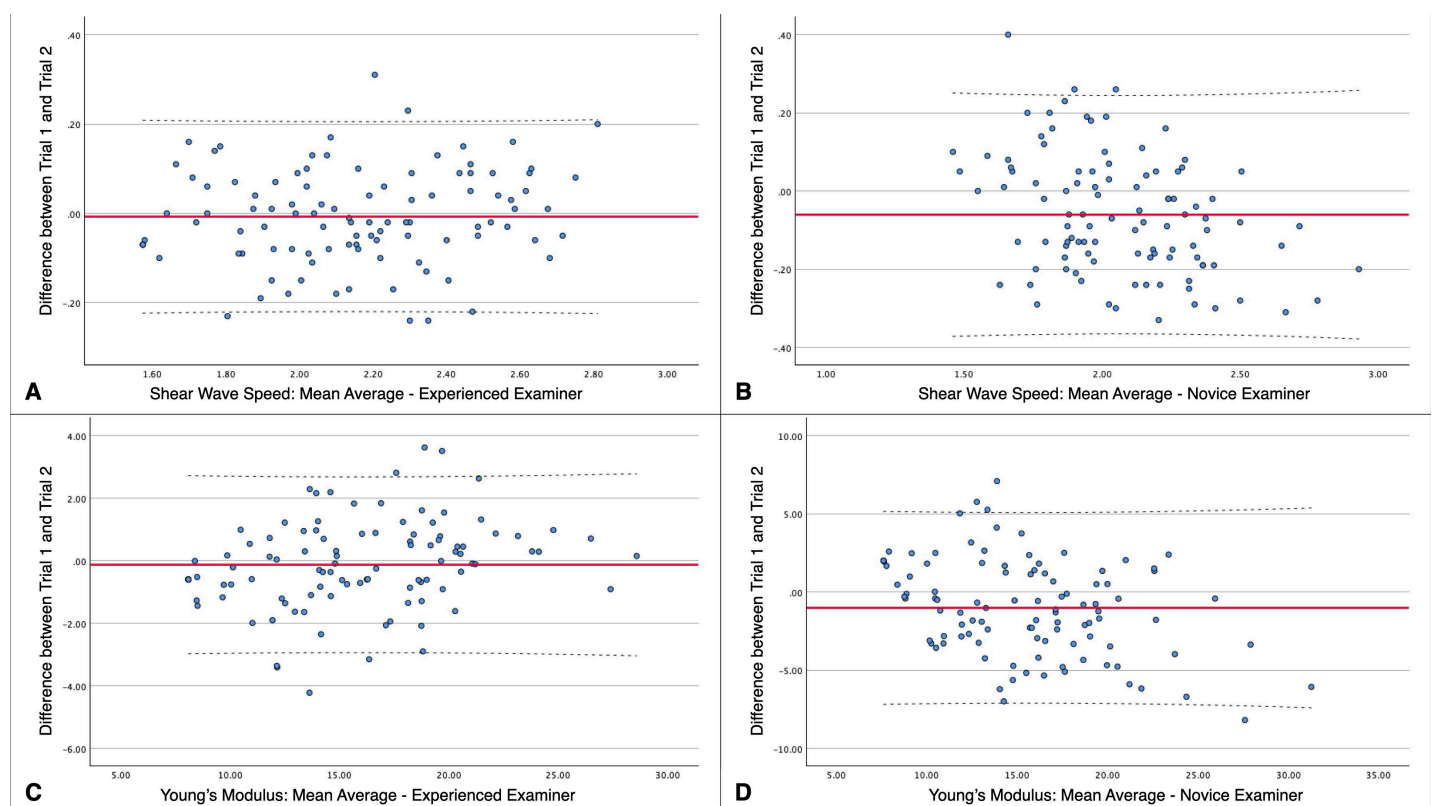 Difference between Trial 1 and Trial 2
.40
.20
.00
-.20
1.60 1.80 2.00 2.20 2.40 2.60 2.80 3.00
A Shear Wave Speed: Mean Average - Experienced Examiner
Difference between Trial 1 and Trial 2
.40
.20
.00
-.20
-.40
1.00 1.50 2.00 2.50 3.00
B Shear Wave Speed: Mean Average - Novice Examiner
Difference between Trial 1 and Trial 2
4.00
2.00
.00
-2.00
-4.00
-6.00
5.00 10.00 15.00 20.00 25.00 30.00
C Young's Modulus: Mean Average - Experienced Examiner
Difference between Trial 1 and Trial 2
10.00
5.00
.00
-5.00
-10.00
5.00 10.00 15.00 20.00 25.00 30.00 35.00
D Young's Modulus: Mean Average - Novice Examiner